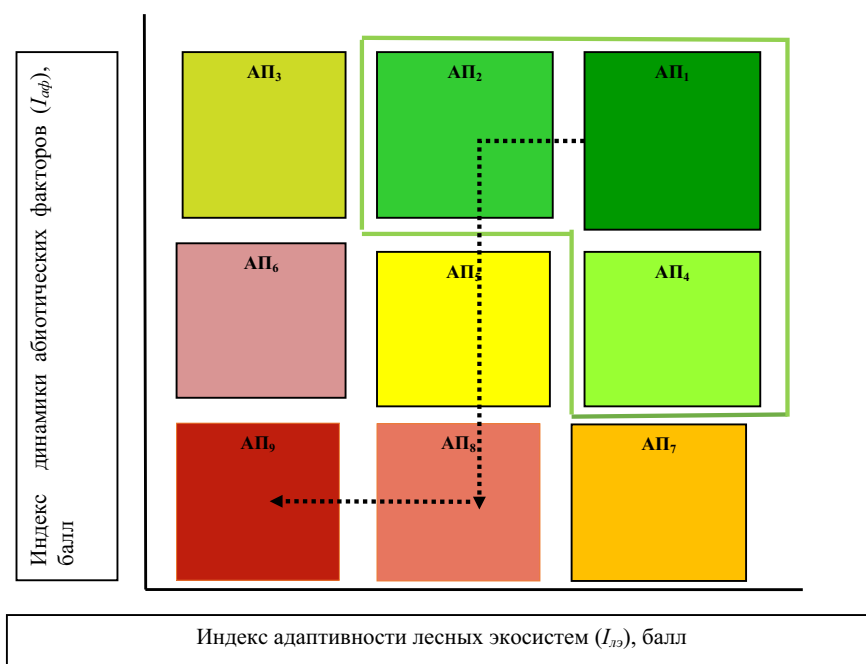 Индекс динамики абиотических факторов (Iаф),
балл
АП₃ АП₂ АП₁
АП₆ АП₅ АП₄
АП₉ АП₈ АП₇
Индекс адаптивности лесных экосистем (Iлэ), балл